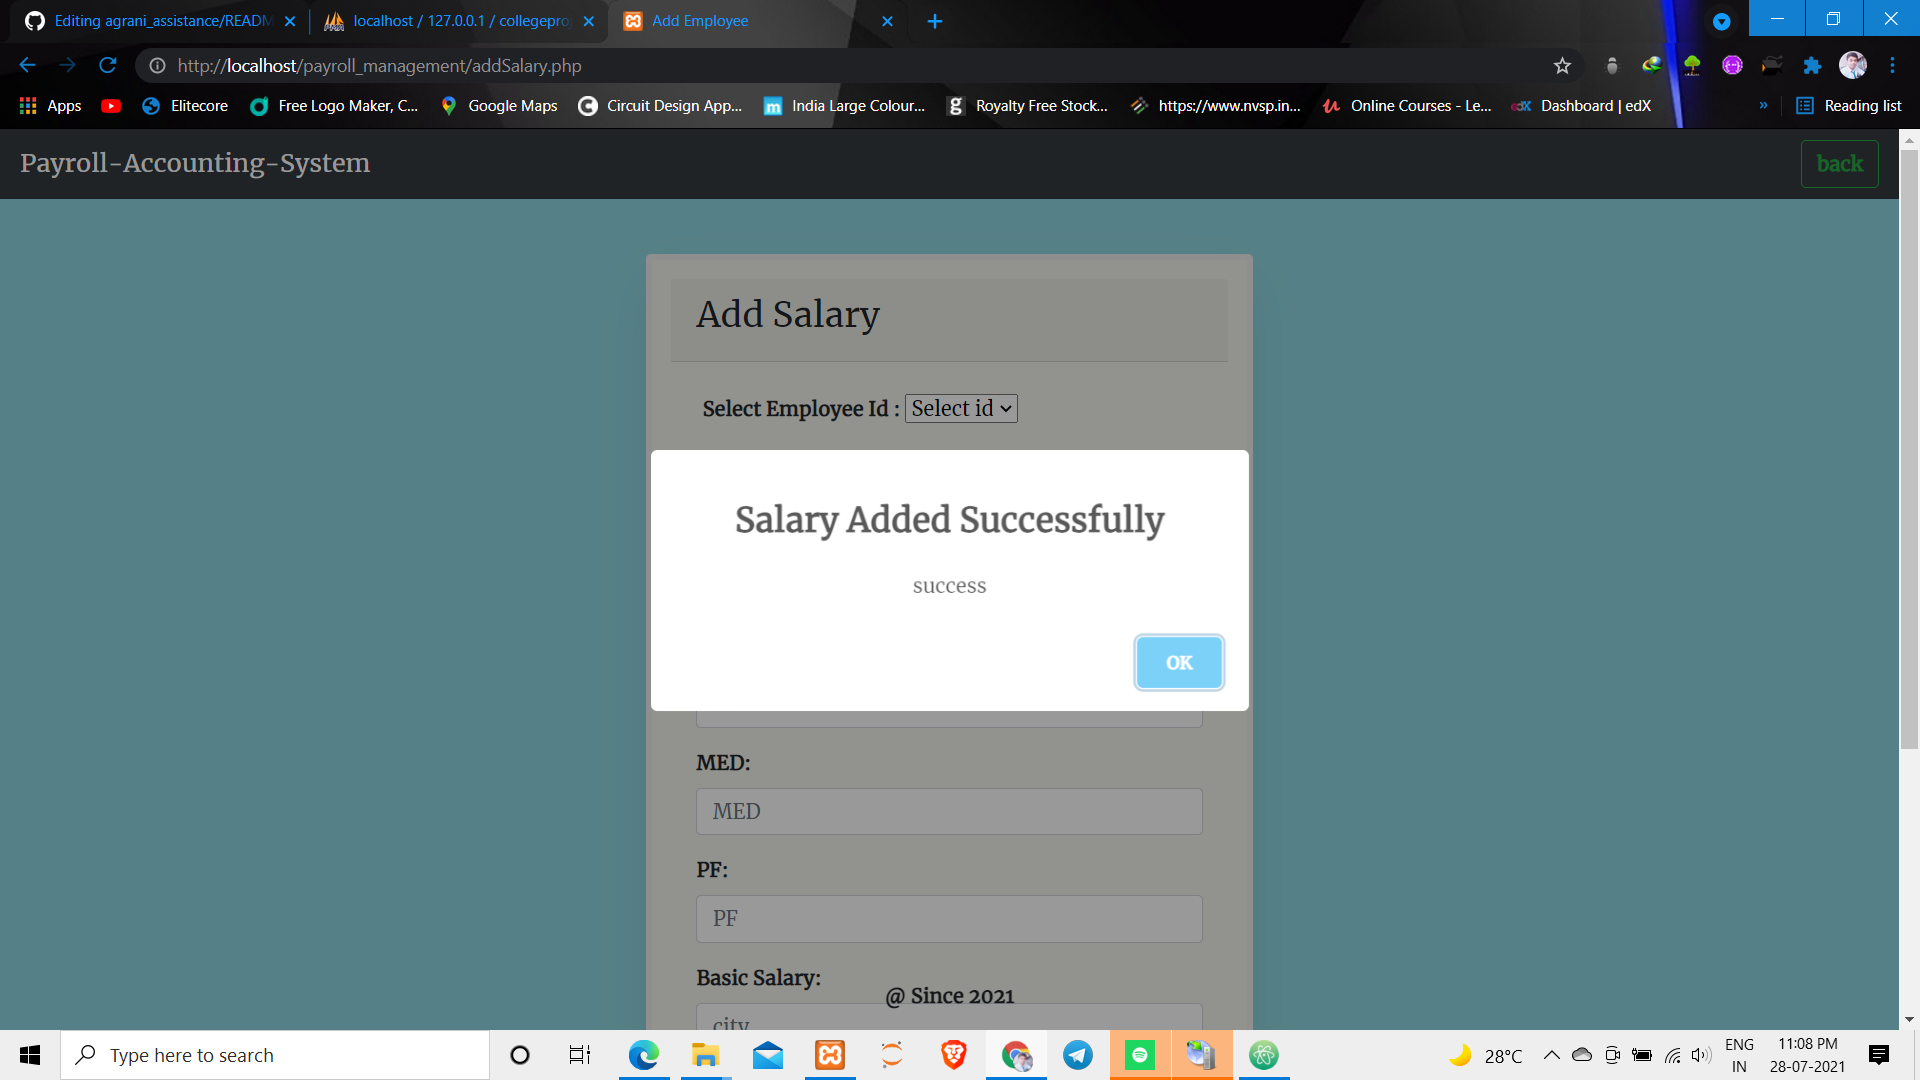 Editing agrani_assistance/READM
localhost / 127.0.0.1 / collegepro
Add Employee
http://localhost/payroll_management/addSalary.php
Apps
Elitecore
Free Logo Maker, C...
Google Maps
Circuit Design App...
India Large Colour...
Royalty Free Stock...
https://www.nvsp.in...
Online Courses - Le...
Dashboard | edX
»
Reading list
Payroll-Accounting-System
back
Add Salary
Select Employee Id : Select id
Salary Added Successfully
success
OK
MED:
MED
PF:
PF
Basic Salary:
@ Since 2021
city
Type here to search
28°C
ENG
IN
11:08 PM
28-07-2021